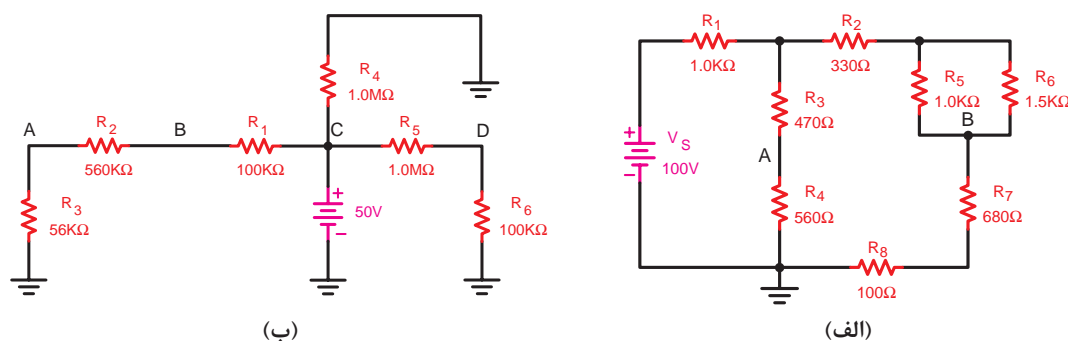 R1
1.0KΩ
R2
330Ω
R3
470Ω
A
R4
560Ω
R5
1.0KΩ
R6
1.5KΩ
B
R7
680Ω
R8
100Ω
+
VS
100V
−
(الف)
A
R2
560KΩ
B
R1
100KΩ
C
R4
1.0MΩ
R5
1.0MΩ
D
R3
56KΩ
+
50V
−
R6
100KΩ
(ب)